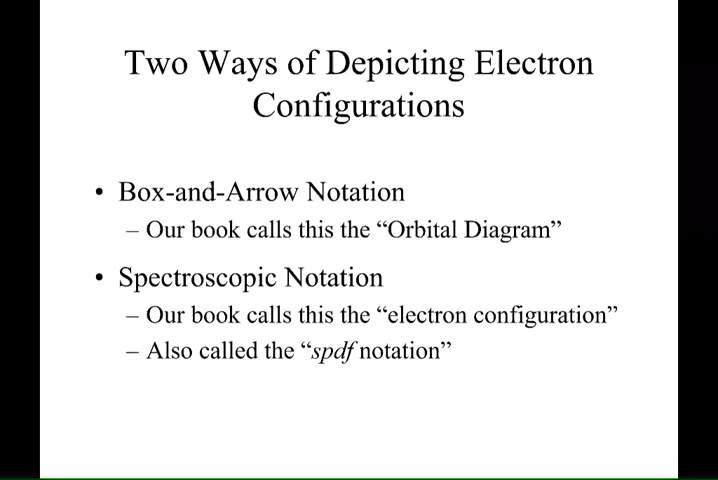 Two Ways of Depicting Electron
Configurations
• Box-and-Arrow Notation
– Our book calls this the “Orbital Diagram”
• Spectroscopic Notation
– Our book calls this the “electron configuration”
– Also called the “spdf notation”